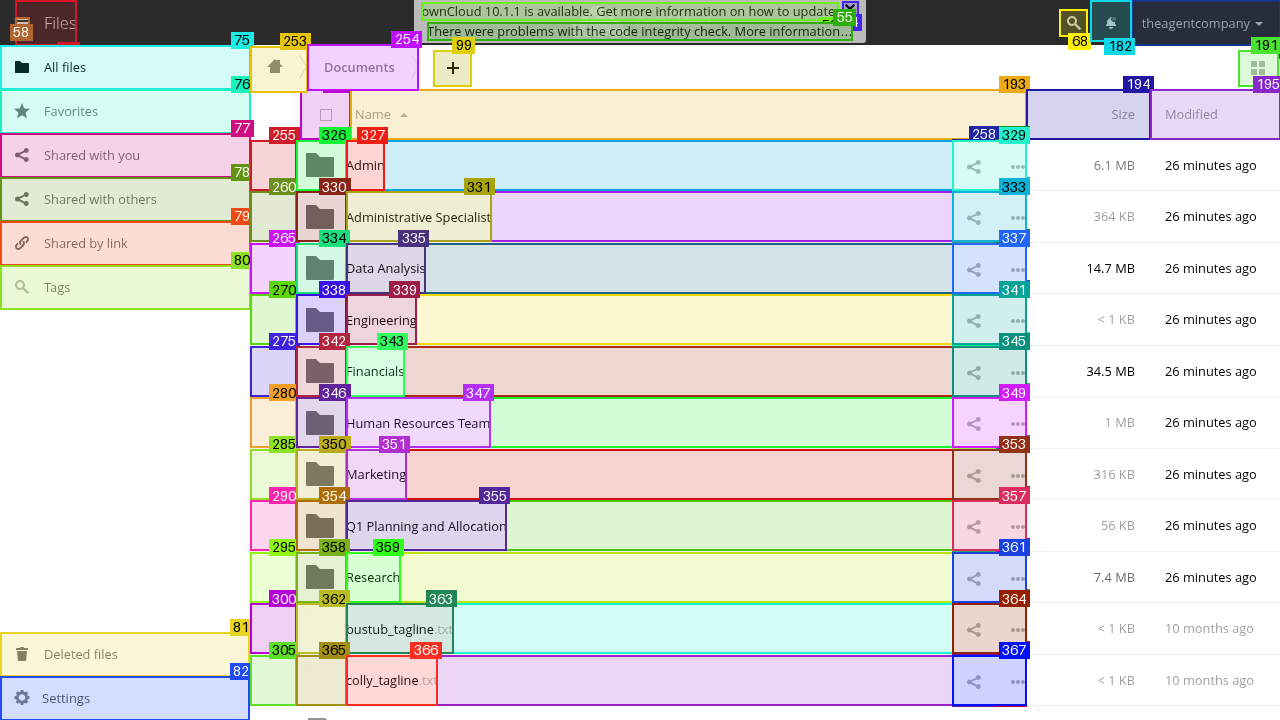 Files
58
ownCloud 10.1.1 is available. Get more information on how to update.
There were problems with the code integrity check. More information…
55
68
182
theagentcompany
75
253
254
99
191
All files
Documents
+
76
193
194
195
Favorites
Name
Size
Modified
77
255
326
327
258
329
Shared with you
Admin
6.1 MB
26 minutes ago
78
260
330
331
333
Shared with others
Administrative Specialist
364 KB
26 minutes ago
79
265
334
335
337
Shared by link
Data Analysis
14.7 MB
26 minutes ago
80
270
338
339
341
Tags
Engineering
< 1 KB
26 minutes ago
275
342
343
345
Financials
34.5 MB
26 minutes ago
280
346
347
349
Human Resources Team
1 MB
26 minutes ago
285
350
351
353
Marketing
316 KB
26 minutes ago
290
354
355
357
Q1 Planning and Allocation
56 KB
26 minutes ago
295
358
359
361
Research
7.4 MB
26 minutes ago
300
362
363
364
bustub_tagline.txt
< 1 KB
10 months ago
81
305
365
366
367
Deleted files
colly_tagline.txt
< 1 KB
10 months ago
82
Settings